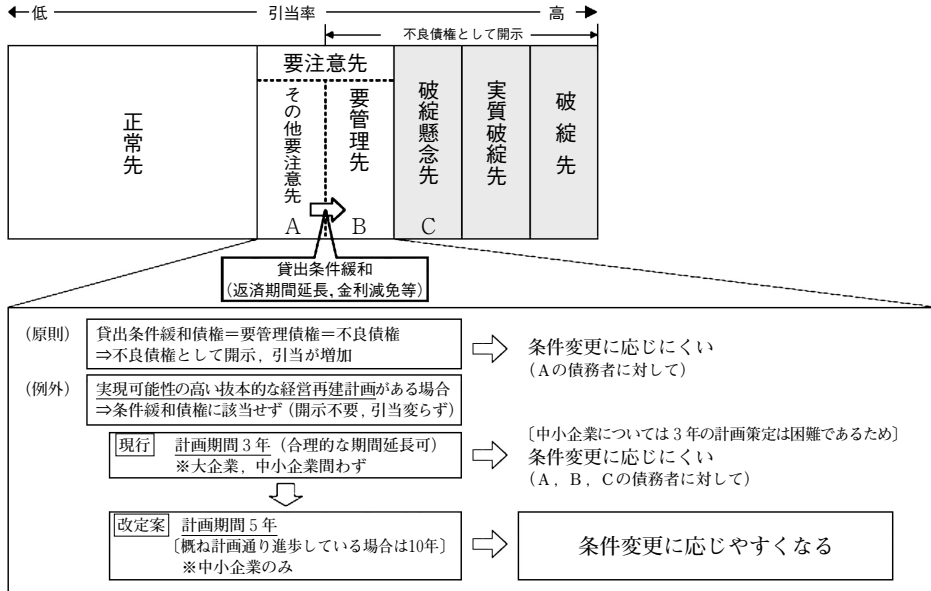 低 引当率 高
不良債権として開示
正常先
要注意先
その他要注意先
要管理先
破綻懸念先
実質破綻先
破綻先
A B C
貸出条件緩和
(返済期間延長，金利減免等)
(原則) 貸出条件緩和債権＝要管理債権＝不良債権
⇒不良債権として開示，引当が増加
条件変更に応じにくい
(Aの債務者に対して)
(例外) 実現可能性の高い抜本的な経営再建計画がある場合
⇒条件緩和債権に該当せず(開示不要，引当変らず)
現行 計画期間３年 (合理的な期間延長可)
※大企業，中小企業間わず
〔中小企業については３年の計画策定は困難であるため〕
条件変更に応じにくい
(A，B，Cの債務者に対して)
改定案 計画期間５年
〔概ね計画通り進歩している場合は10年〕
※中小企業のみ
条件変更に応じやすくなる